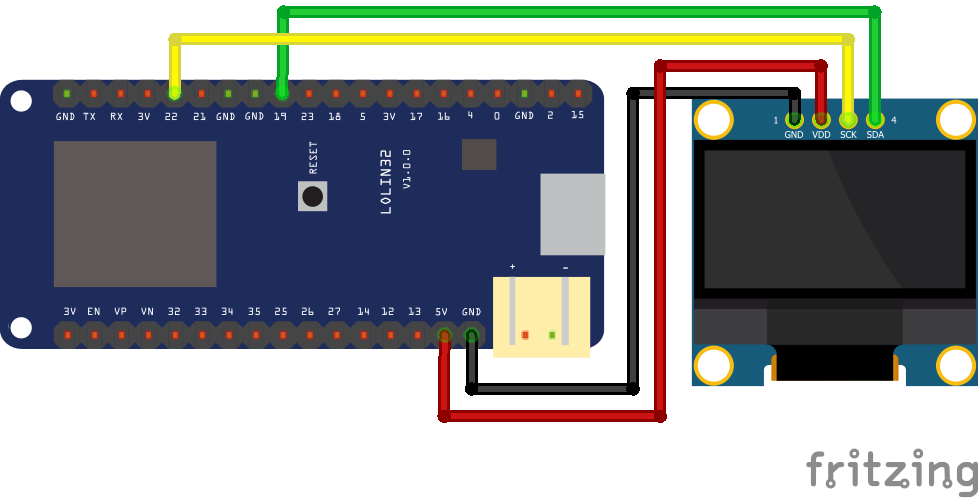 GND TX RX 3V 22 21 GND GND 19 23 18 5 3V 17 16 4 0 GND 2 15
1 4
GND VDD SCK SDA
RESET
LOLIN32
V1.0.0
+ -
3V EN VP VN 32 33 34 35 25 26 27 14 12 13 5V GND
fritzing